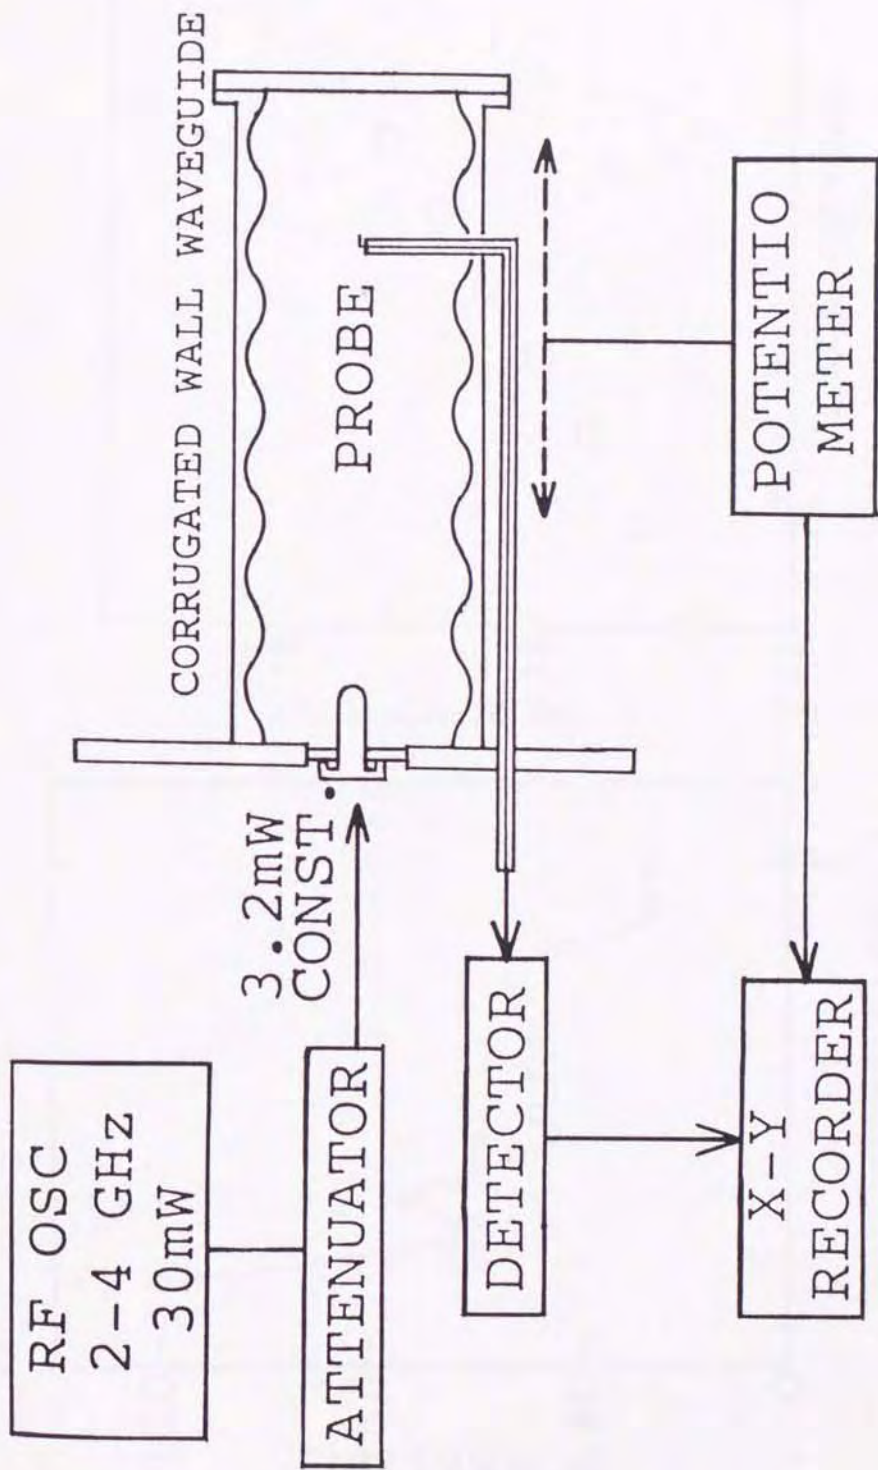 RF OSC
2-4 GHz
30mW
ATTENUATOR
3.2mW
CONST.
CORRUGATED WALL WAVEGUIDE
PROBE
DETECTOR
X-Y
RECORDER
POTENTIO
METER